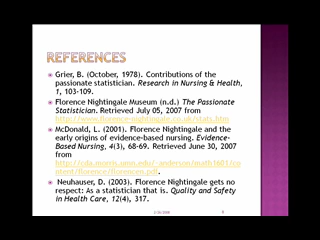 REFERENCES
Grier, B. (October, 1978). Contributions of the
passionate statistician. Research in Nursing & Health,
1, 103-109.
Florence Nightingale Museum (n.d.) The Passionate
Statistician. Retrieved July 05, 2007 from
http://www.florence-nightingale.co.uk/stats.htm
McDonald, L. (2001). Florence Nightingale and the
early origins of evidence-based nursing. Evidence-
Based Nursing, 4(3), 68-69. Retrieved June 30, 2007
from
http://cda.morris.umn.edu/~anderson/math1601/co
ntent/florence/florencen.pdf.
Neuhauser, D. (2003). Florence Nightingale gets no
respect: As a statistician that is. Quality and Safety
in Health Care, 12(4), 317.